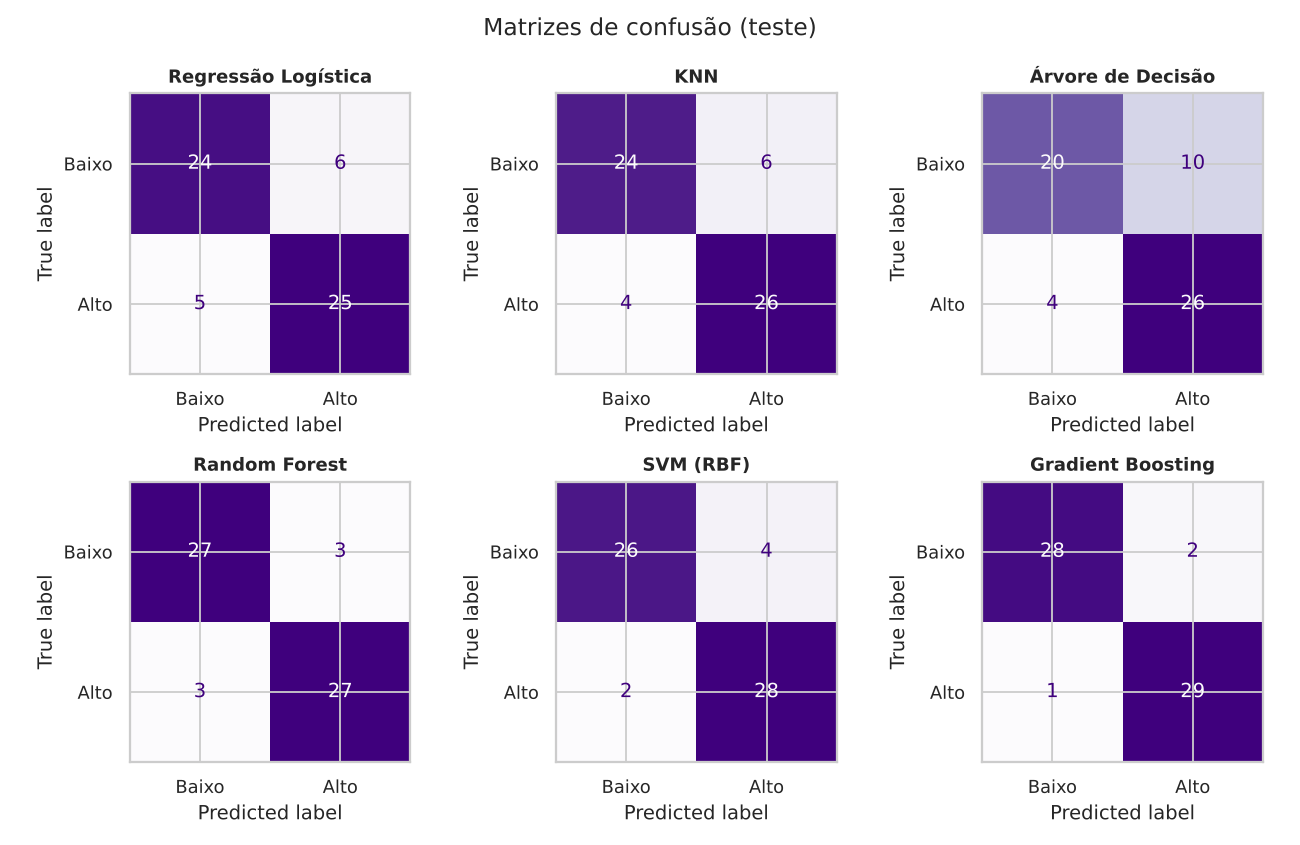 Matrizes de confusão (teste)
Regressão Logística
True label
Baixo
24
6
Alto
5
25
Baixo
Alto
Predicted label
KNN
True label
Baixo
24
6
Alto
4
26
Baixo
Alto
Predicted label
Árvore de Decisão
True label
Baixo
20
10
Alto
4
26
Baixo
Alto
Predicted label
Random Forest
True label
Baixo
27
3
Alto
3
27
Baixo
Alto
Predicted label
SVM (RBF)
True label
Baixo
26
4
Alto
2
28
Baixo
Alto
Predicted label
Gradient Boosting
True label
Baixo
28
2
Alto
1
29
Baixo
Alto
Predicted label